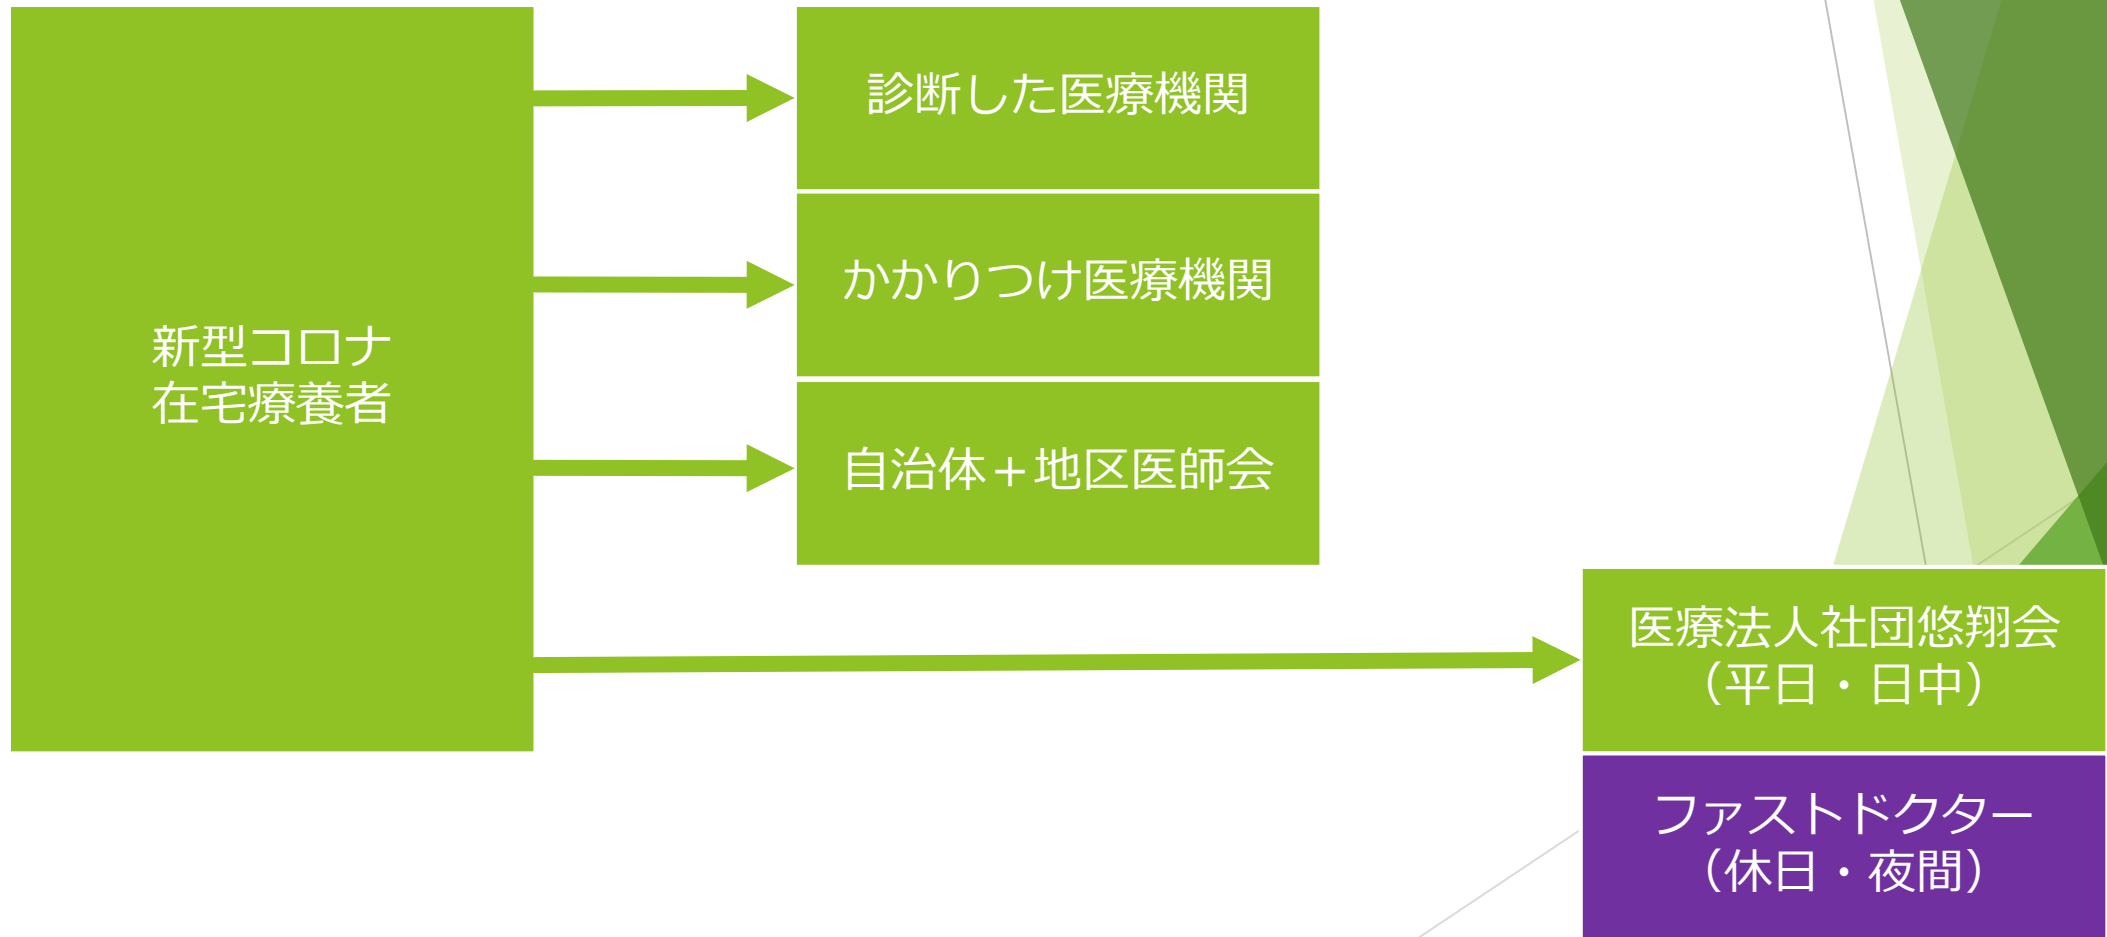 新型コロナ
在宅療養者
診断した医療機関
かかりつけ医療機関
自治体＋地区医師会
医療法人社団悠翔会
（平日・日中）
ファストドクター
（休日・夜間）